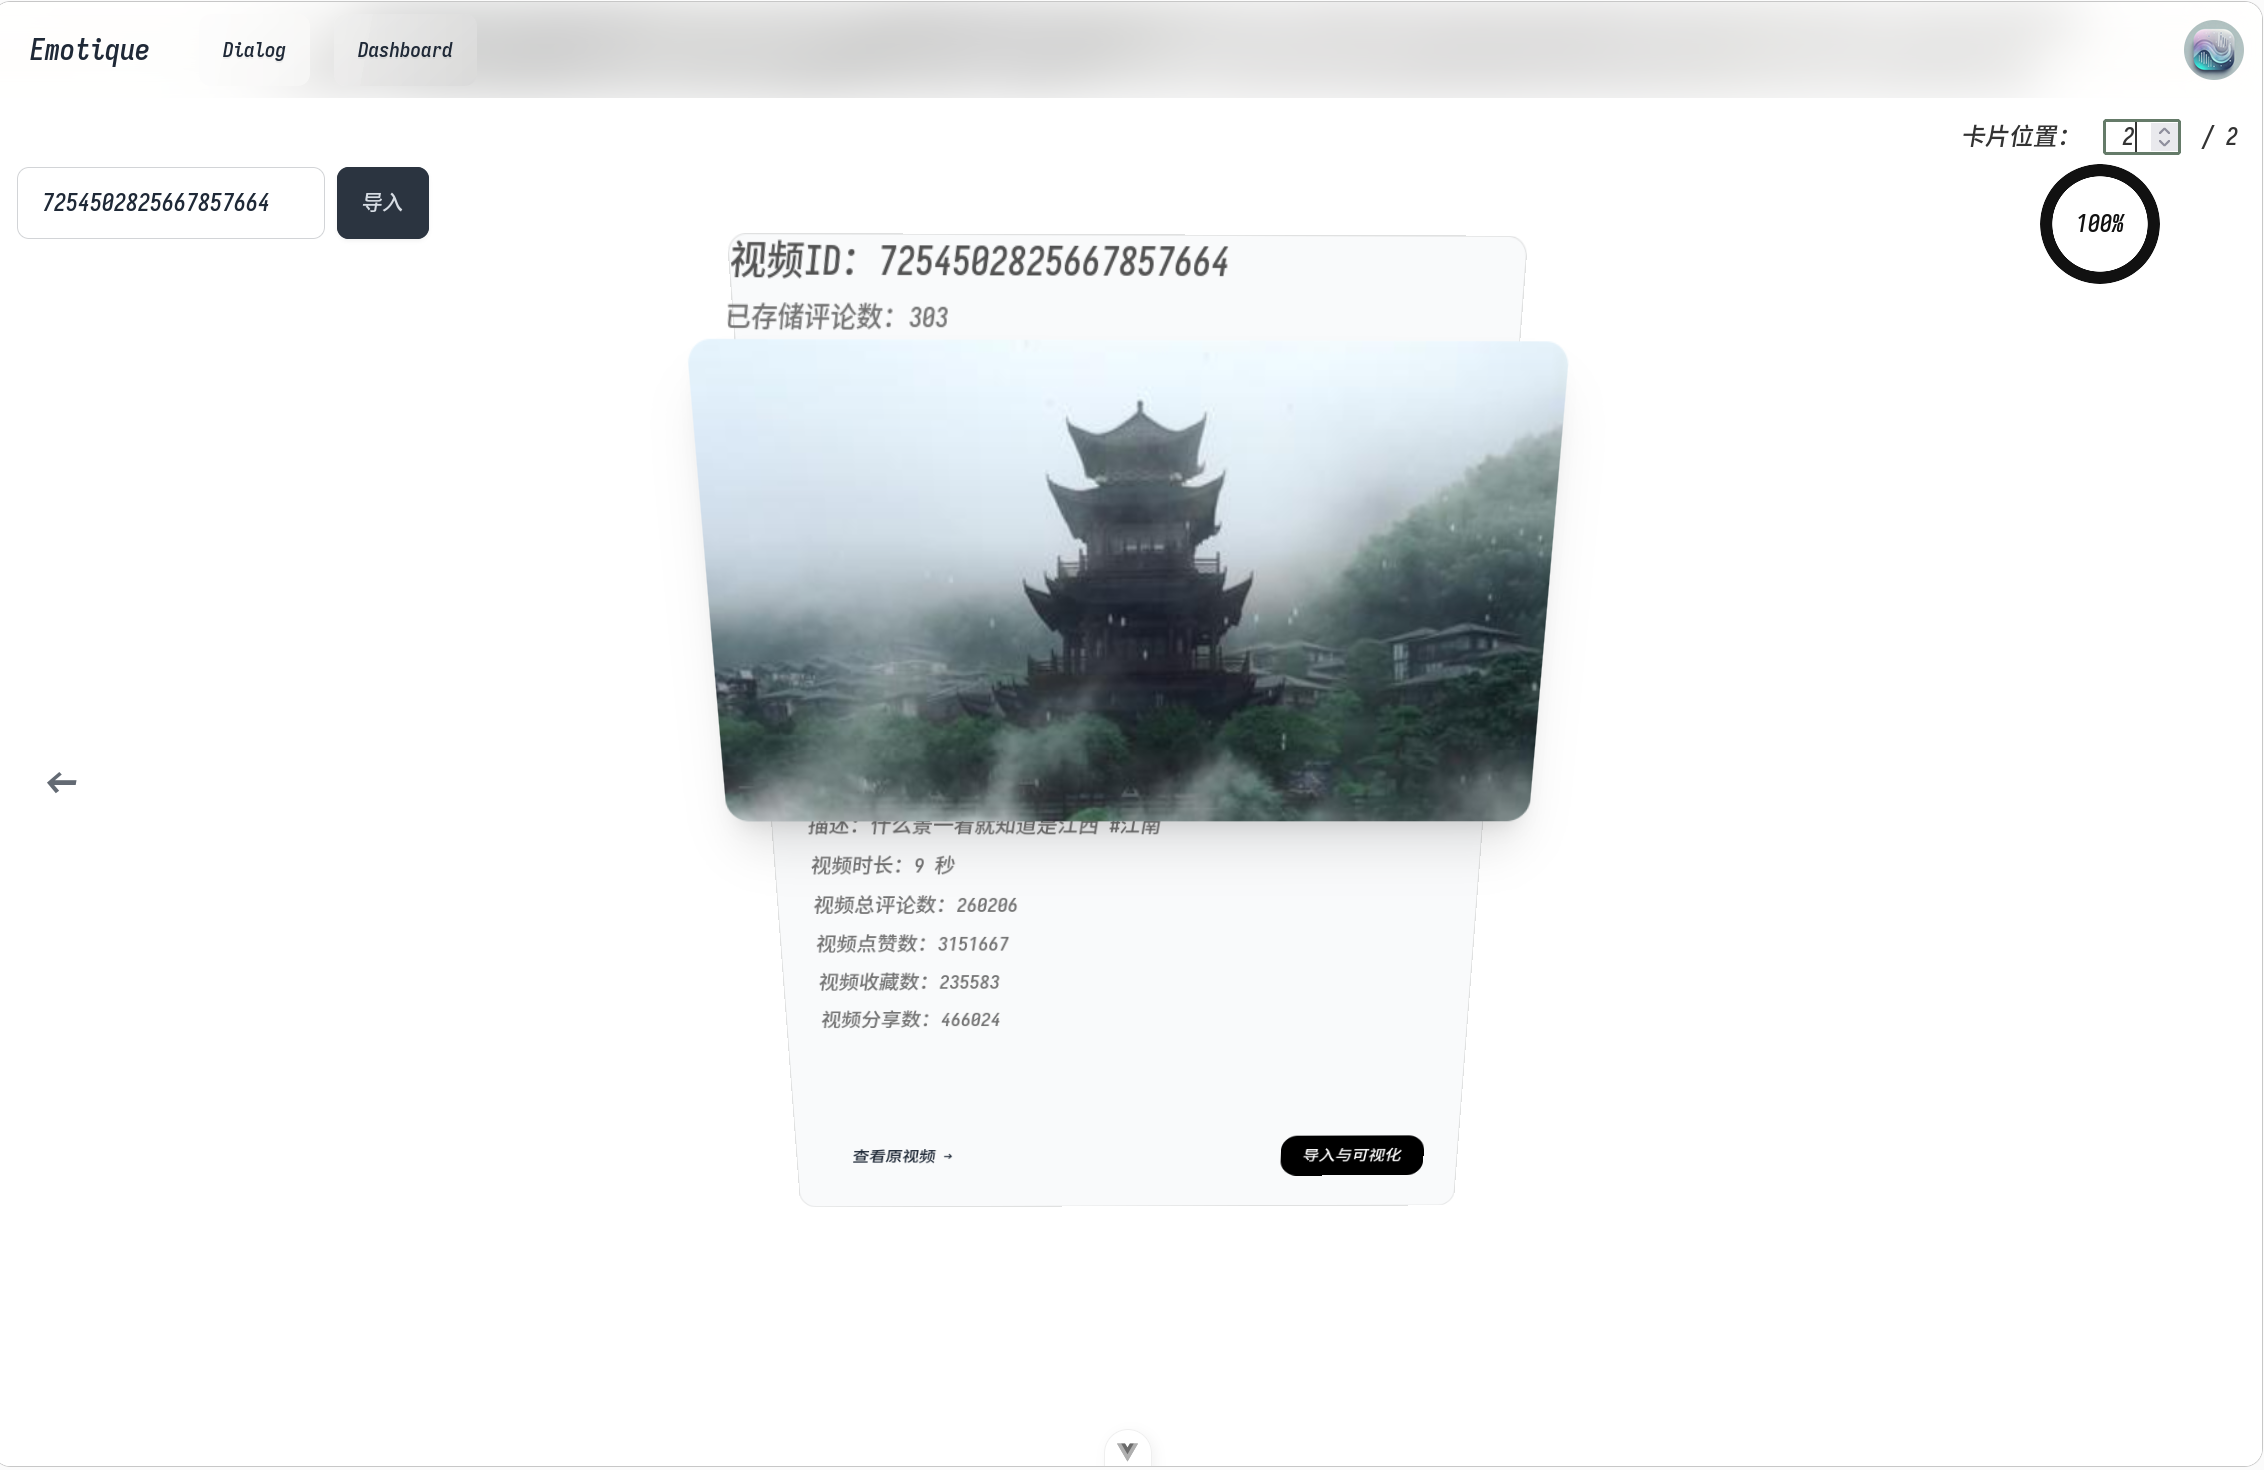 Emotique
Dialog
Dashboard
卡片位置： 2 / 2
7254502825667857664
导入
100%
视频ID：7254502825667857664
已存储评论数：303
描述：什么景一看就知道是江西 #江南
视频时长：9 秒
视频总评论数：260206
视频点赞数：3151667
视频收藏数：235583
视频分享数：466024
查看原视频 →
导入与可视化